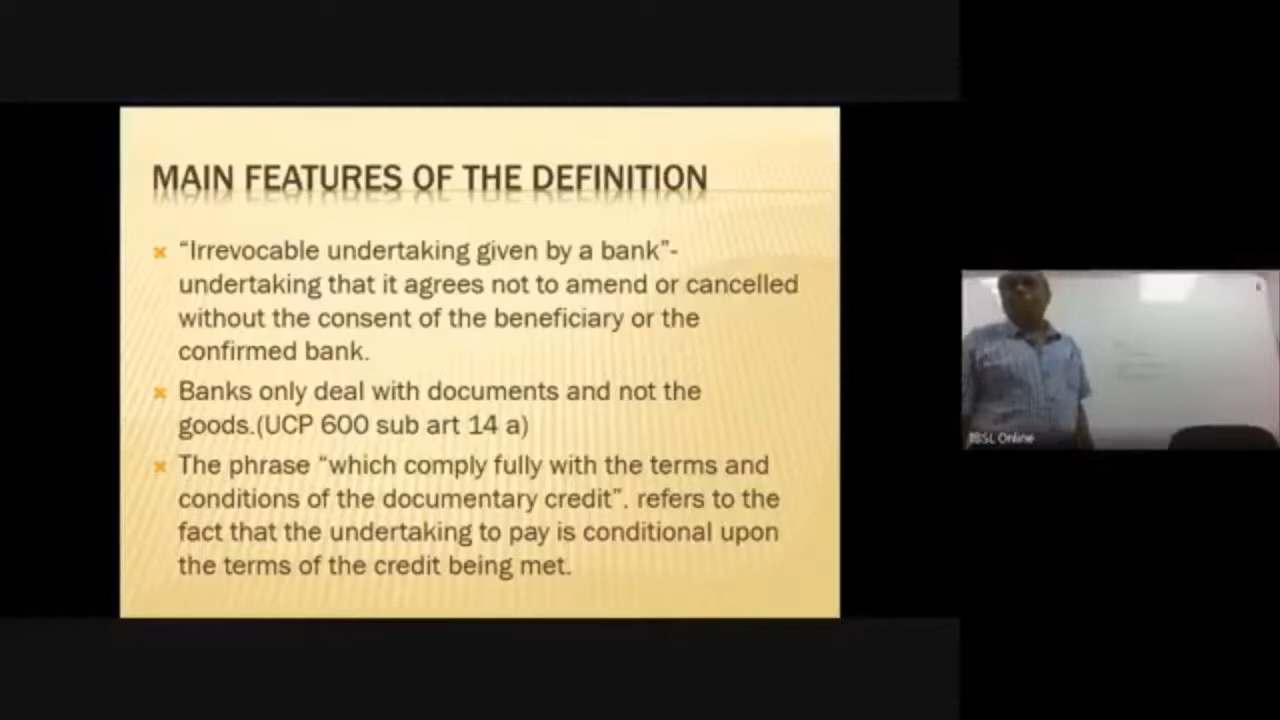 MAIN FEATURES OF THE DEFINITION
“Irrevocable undertaking given by a bank”-
undertaking that it agrees not to amend or cancelled
without the consent of the beneficiary or the
confirmed bank.
Banks only deal with documents and not the
goods.(UCP 600 sub art 14 a)
The phrase “which comply fully with the terms and
conditions of the documentary credit”. refers to the
fact that the undertaking to pay is conditional upon
the terms of the credit being met.
IBSL Online